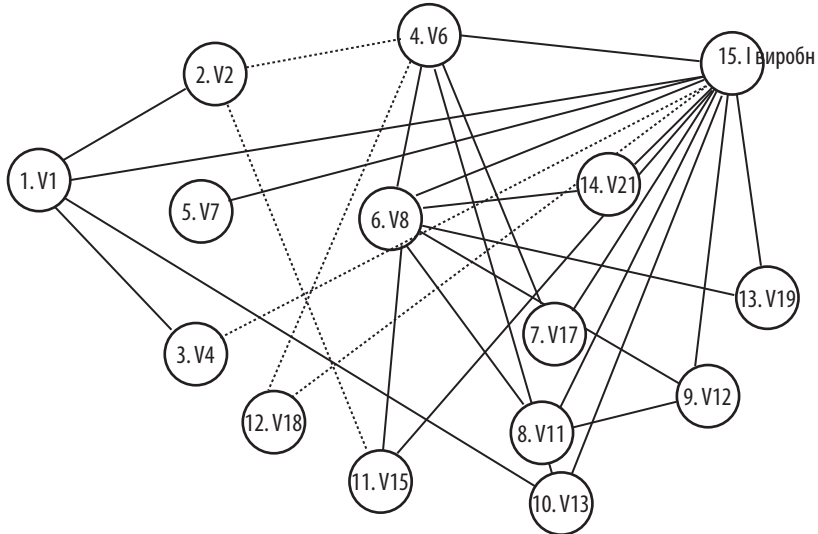 4. V6
15. І виробн
2. V2
1. V1
14. V21
5. V7
6. V8
13. V19
7. V17
3. V4
9. V12
12. V18
8. V11
11. V15
10. V13